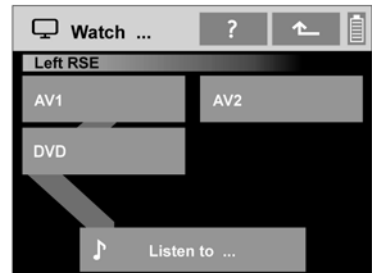 Watch ... ?
Left RSE
AV1 AV2
DVD
Listen to ...